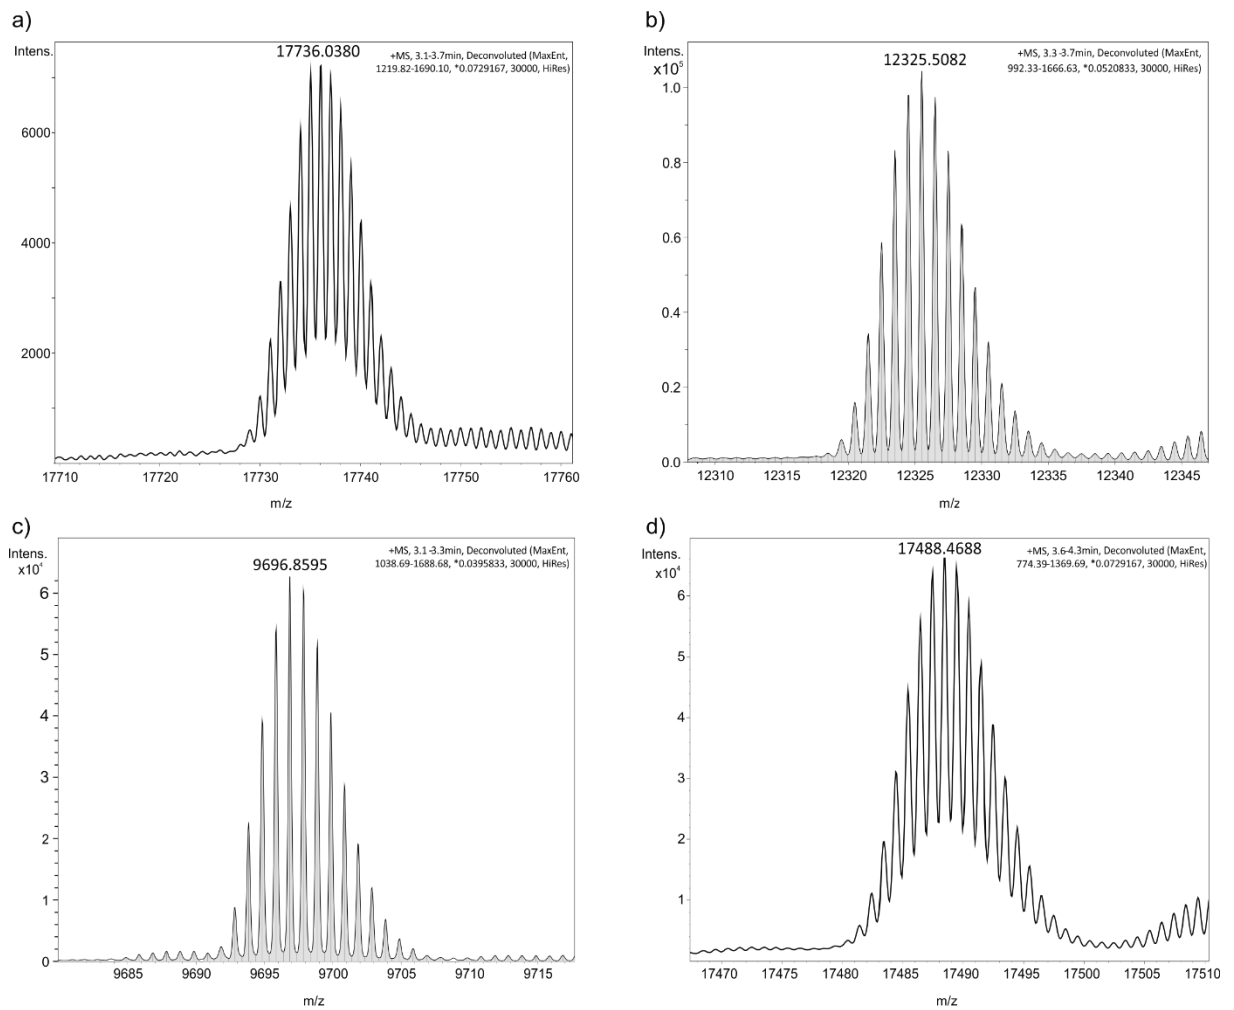 a)
17736.0380
Intens.
+MS, 3.1-3.7min, Deconvoluted (MaxEnt,
1219.82-1690.10, *0.0729167, 30000, HiRes)
6000
4000
2000
17710 17720 17730 17740 17750 17760
m/z
b)
12325.5082
Intens.
x10⁵
+MS, 3.3 -3.7min, Deconvoluted (MaxEnt,
992.33-1666.63, *0.0520833, 30000, HiRes)
1.0
0.8
0.6
0.4
0.2
0.0
12310 12315 12320 12325 12330 12335 12340 12345
m/z
c)
9696.8595
Intens.
x10⁴
+MS, 3.1 -3.3min, Deconvoluted (MaxEnt,
1038.69-1688.68, *0.0395833, 30000, HiRes)
6
5
4
3
2
1
0
9685 9690 9695 9700 9705 9710 9715
m/z
d)
17488.4688
Intens.
x10⁴
+MS, 3.6-4.3min, Deconvoluted (MaxEnt,
774.39-1369.69, *0.0729167, 30000, HiRes)
6
5
4
3
2
1
17470 17475 17480 17485 17490 17495 17500 17505 17510
m/z